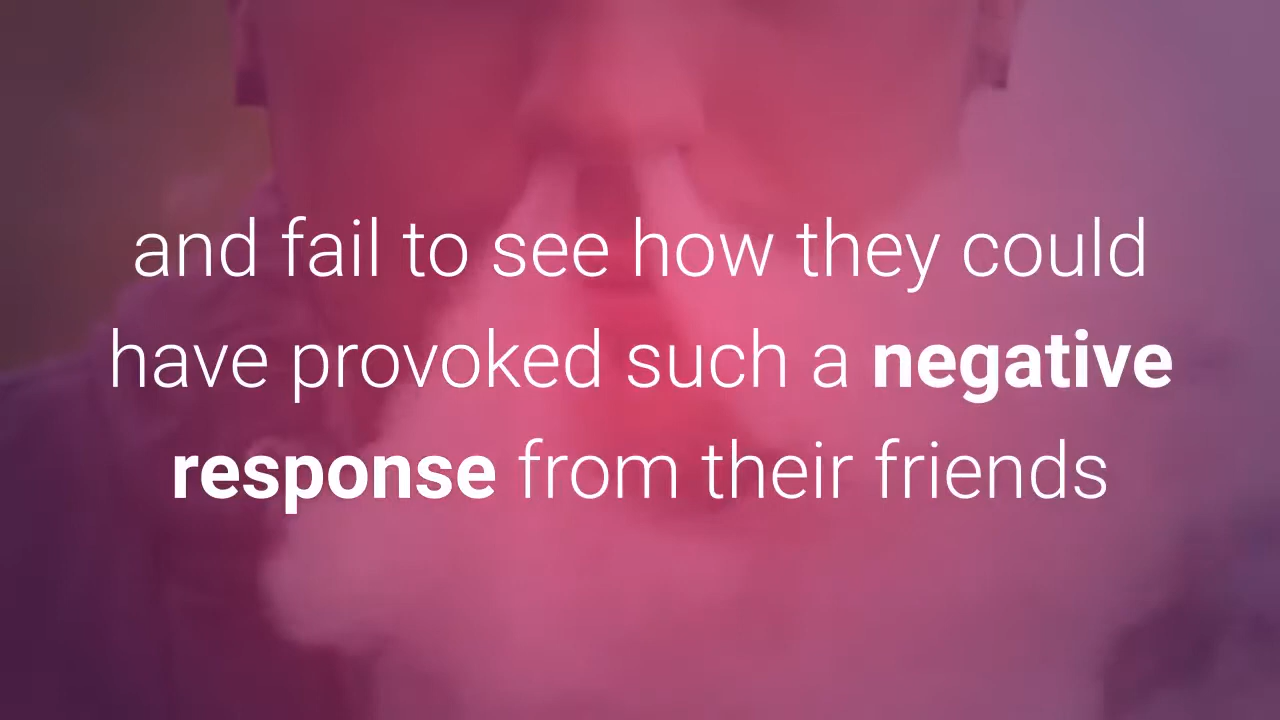 and fail to see how they could
have provoked such a negative
response from their friends